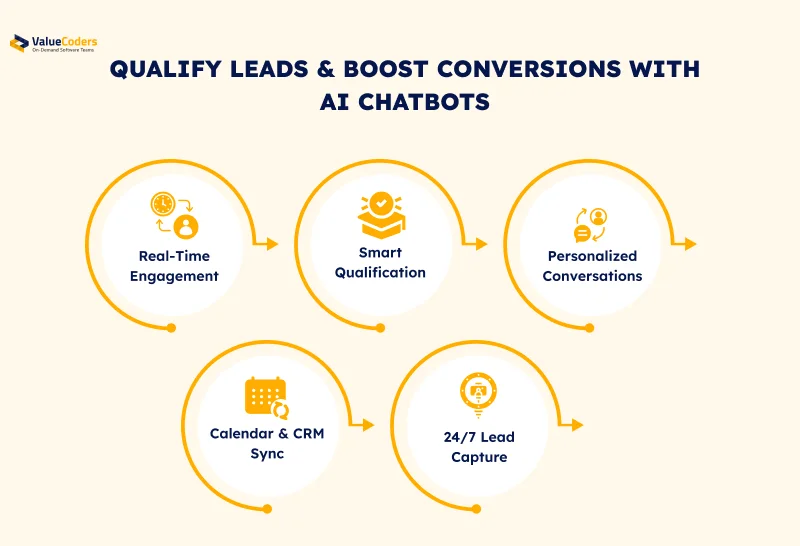 ValueCoders
On-Demand Software Teams
QUALIFY LEADS & BOOST CONVERSIONS WITH
AI CHATBOTS
Real-Time
Engagement
Smart
Qualification
Personalized
Conversations
Calendar & CRM
Sync
24/7 Lead
Capture